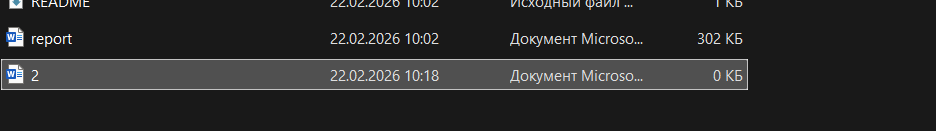 README 22.02.2026 10:02 Исходный файл ... 1 КБ
report 22.02.2026 10:02 Документ Microso... 302 КБ
2 22.02.2026 10:18 Документ Microso... 0 КБ